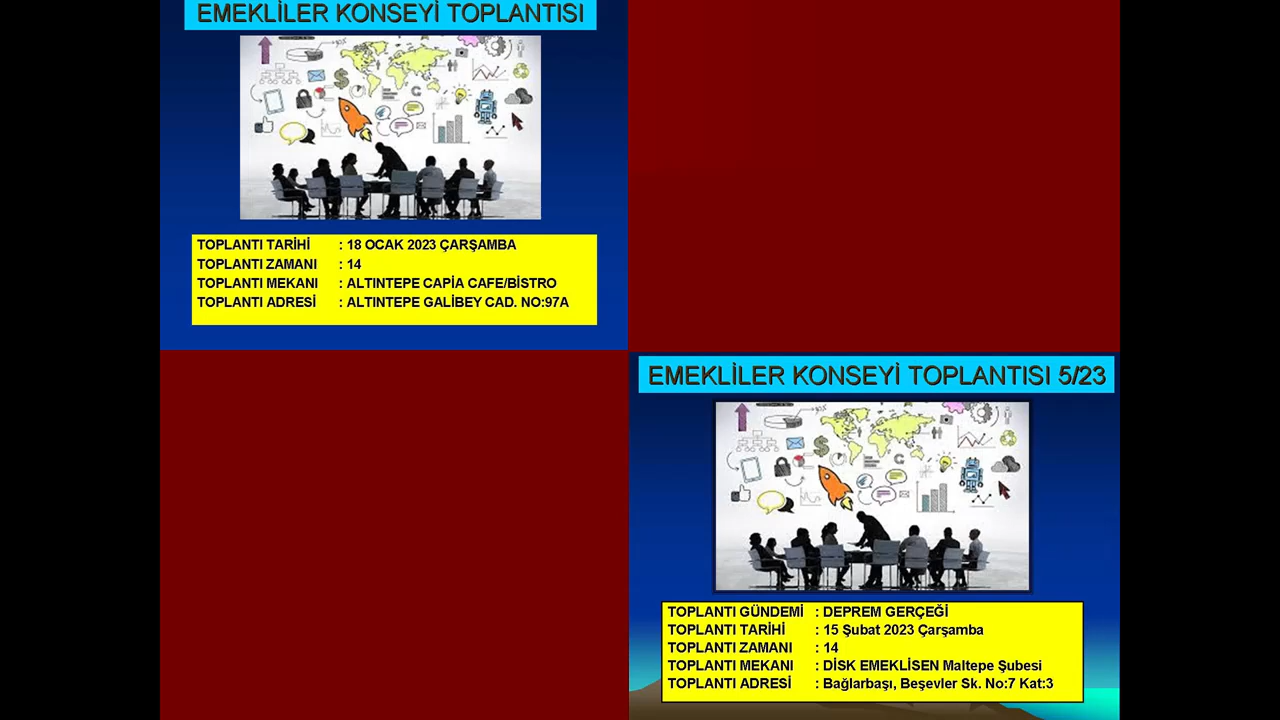 EMEKLİLER KONSEYİ TOPLANTISI
TOPLANTI TARİHİ : 18 OCAK 2023 ÇARŞAMBA
TOPLANTI ZAMANI : 14
TOPLANTI MEKANI : ALTINTEPE CAPİA CAFE/BİSTRO
TOPLANTI ADRESİ : ALTINTEPE GALİBEY CAD. NO:97A
EMEKLİLER KONSEYİ TOPLANTISI 5/23
TOPLANTI GÜNDEMİ : DEPREM GERÇEĞİ
TOPLANTI TARİHİ : 15 Şubat 2023 Çarşamba
TOPLANTI ZAMANI : 14
TOPLANTI MEKANI : DİSK EMEKLİSEN Maltepe Şubesi
TOPLANTI ADRESİ : Bağlarbaşı, Beşevler Sk. No:7 Kat:3